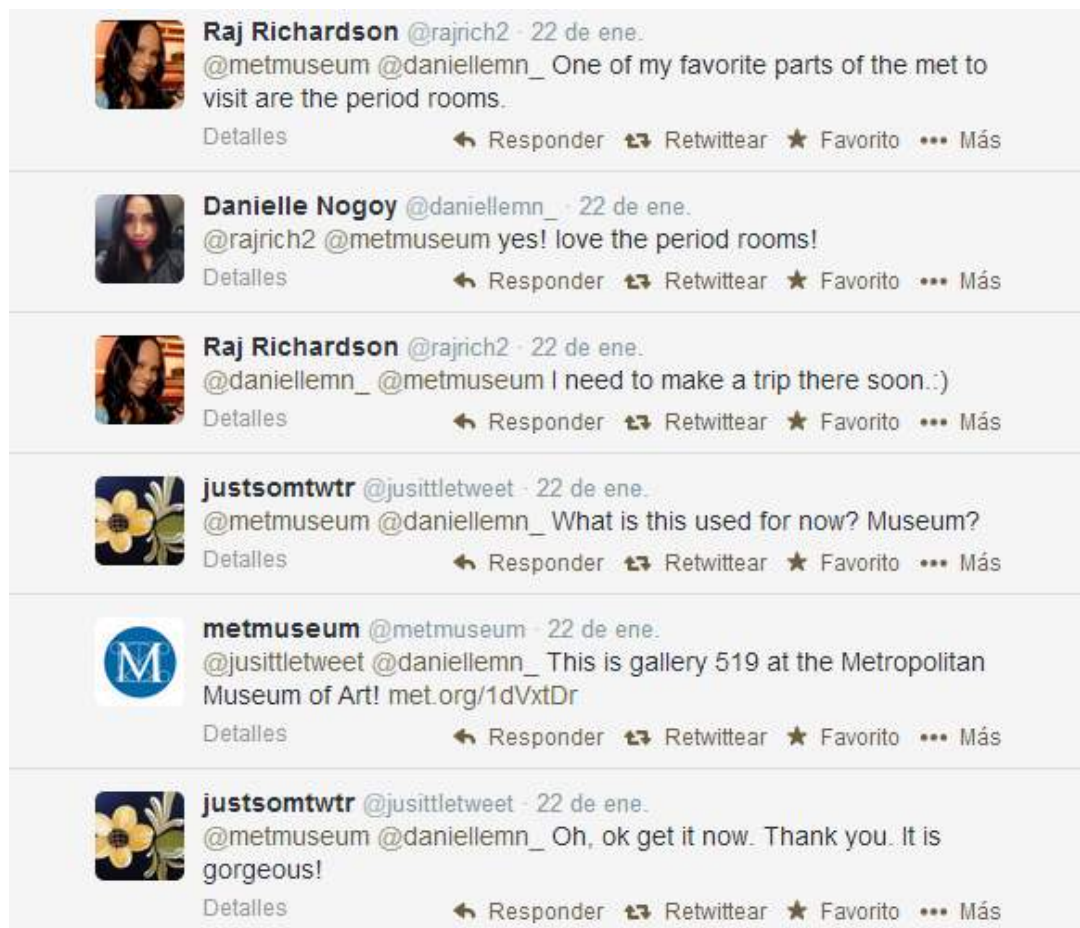 Raj Richardson @rajrich2 · 22 de ene.
@metmuseum @daniellemn_ One of my favorite parts of the met to
visit are the period rooms.
Detalles Responder Retwittear Favorito Más
Danielle Nogoy @daniellemn_ · 22 de ene.
@rajrich2 @metmuseum yes! love the period rooms!
Detalles Responder Retwittear Favorito Más
Raj Richardson @rajrich2 · 22 de ene.
@daniellemn_ @metmuseum I need to make a trip there soon.:)
Detalles Responder Retwittear Favorito Más
justsomtwtr @jusittletweet · 22 de ene.
@metmuseum @daniellemn_ What is this used for now? Museum?
Detalles Responder Retwittear Favorito Más
M
metmuseum @metmuseum · 22 de ene.
@jusittletweet @daniellemn_ This is gallery 519 at the Metropolitan
Museum of Art! met.org/1dVxtDr
Detalles Responder Retwittear Favorito Más
justsomtwtr @jusittletweet · 22 de ene.
@metmuseum @daniellemn_ Oh, ok get it now. Thank you. It is
gorgeous!
Detalles Responder Retwittear Favorito Más